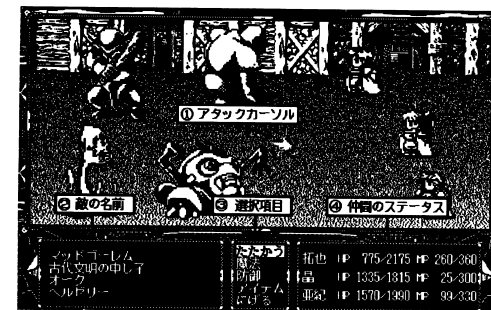 ① アタックカーソル
② 敵の名前
③ 選択項目
④ 仲間のステータス
マッドゴーレム
古代文明の申し子
オーク
ヘルビリー
たたかう
魔法
防御
アイテム
にげる
拓也 HP 775/2175 MP 260/360
晶 HP 1335/1815 MP 25/300
亜紀 HP 1570/1990 MP 99/330